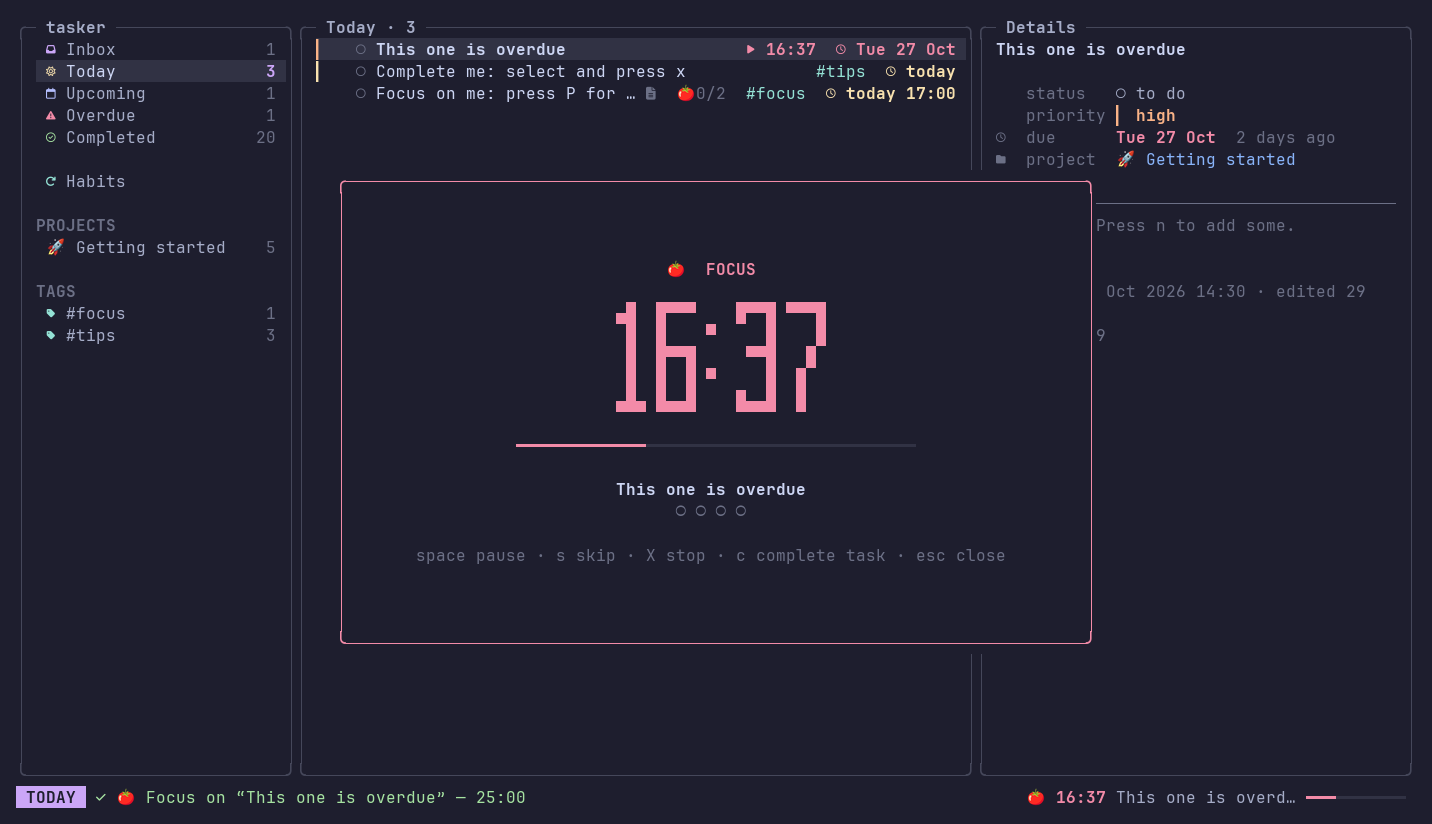 tasker
Inbox 1
Today 3
Upcoming 1
Overdue 1
Completed 20
Habits
PROJECTS
🚀 Getting started 5
TAGS
#focus 1
#tips 3
Today · 3
This one is overdue 16:37 Tue 27 Oct
Complete me: select and press x #tips today
Focus on me: press P for … 🍅0/2 #focus today 17:00
Details
This one is overdue
status ○ to do
priority high
due Tue 27 Oct 2 days ago
project 🚀 Getting started
Press n to add some.
Oct 2026 14:30 · edited 29
9
🍅 FOCUS
16:37
This one is overdue
○ ○ ○ ○
space pause · s skip · X stop · c complete task · esc close
TODAY ✓ 🍅 Focus on “This one is overdue” — 25:00
🍅 16:37 This one is overd…